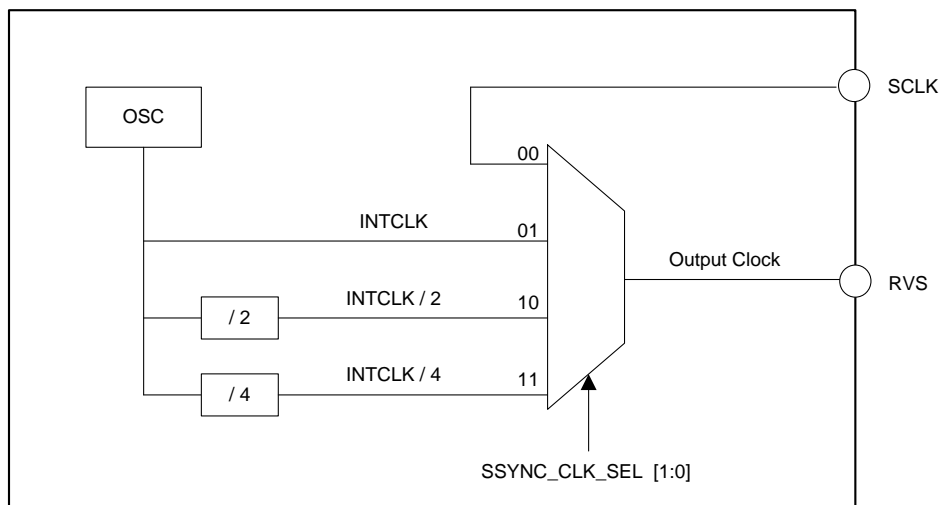 SCLK
OSC
00
INTCLK
01
Output Clock
RVS
INTCLK / 2
10
/ 2
INTCLK / 4
11
/ 4
SSYNC_CLK_SEL [1:0]